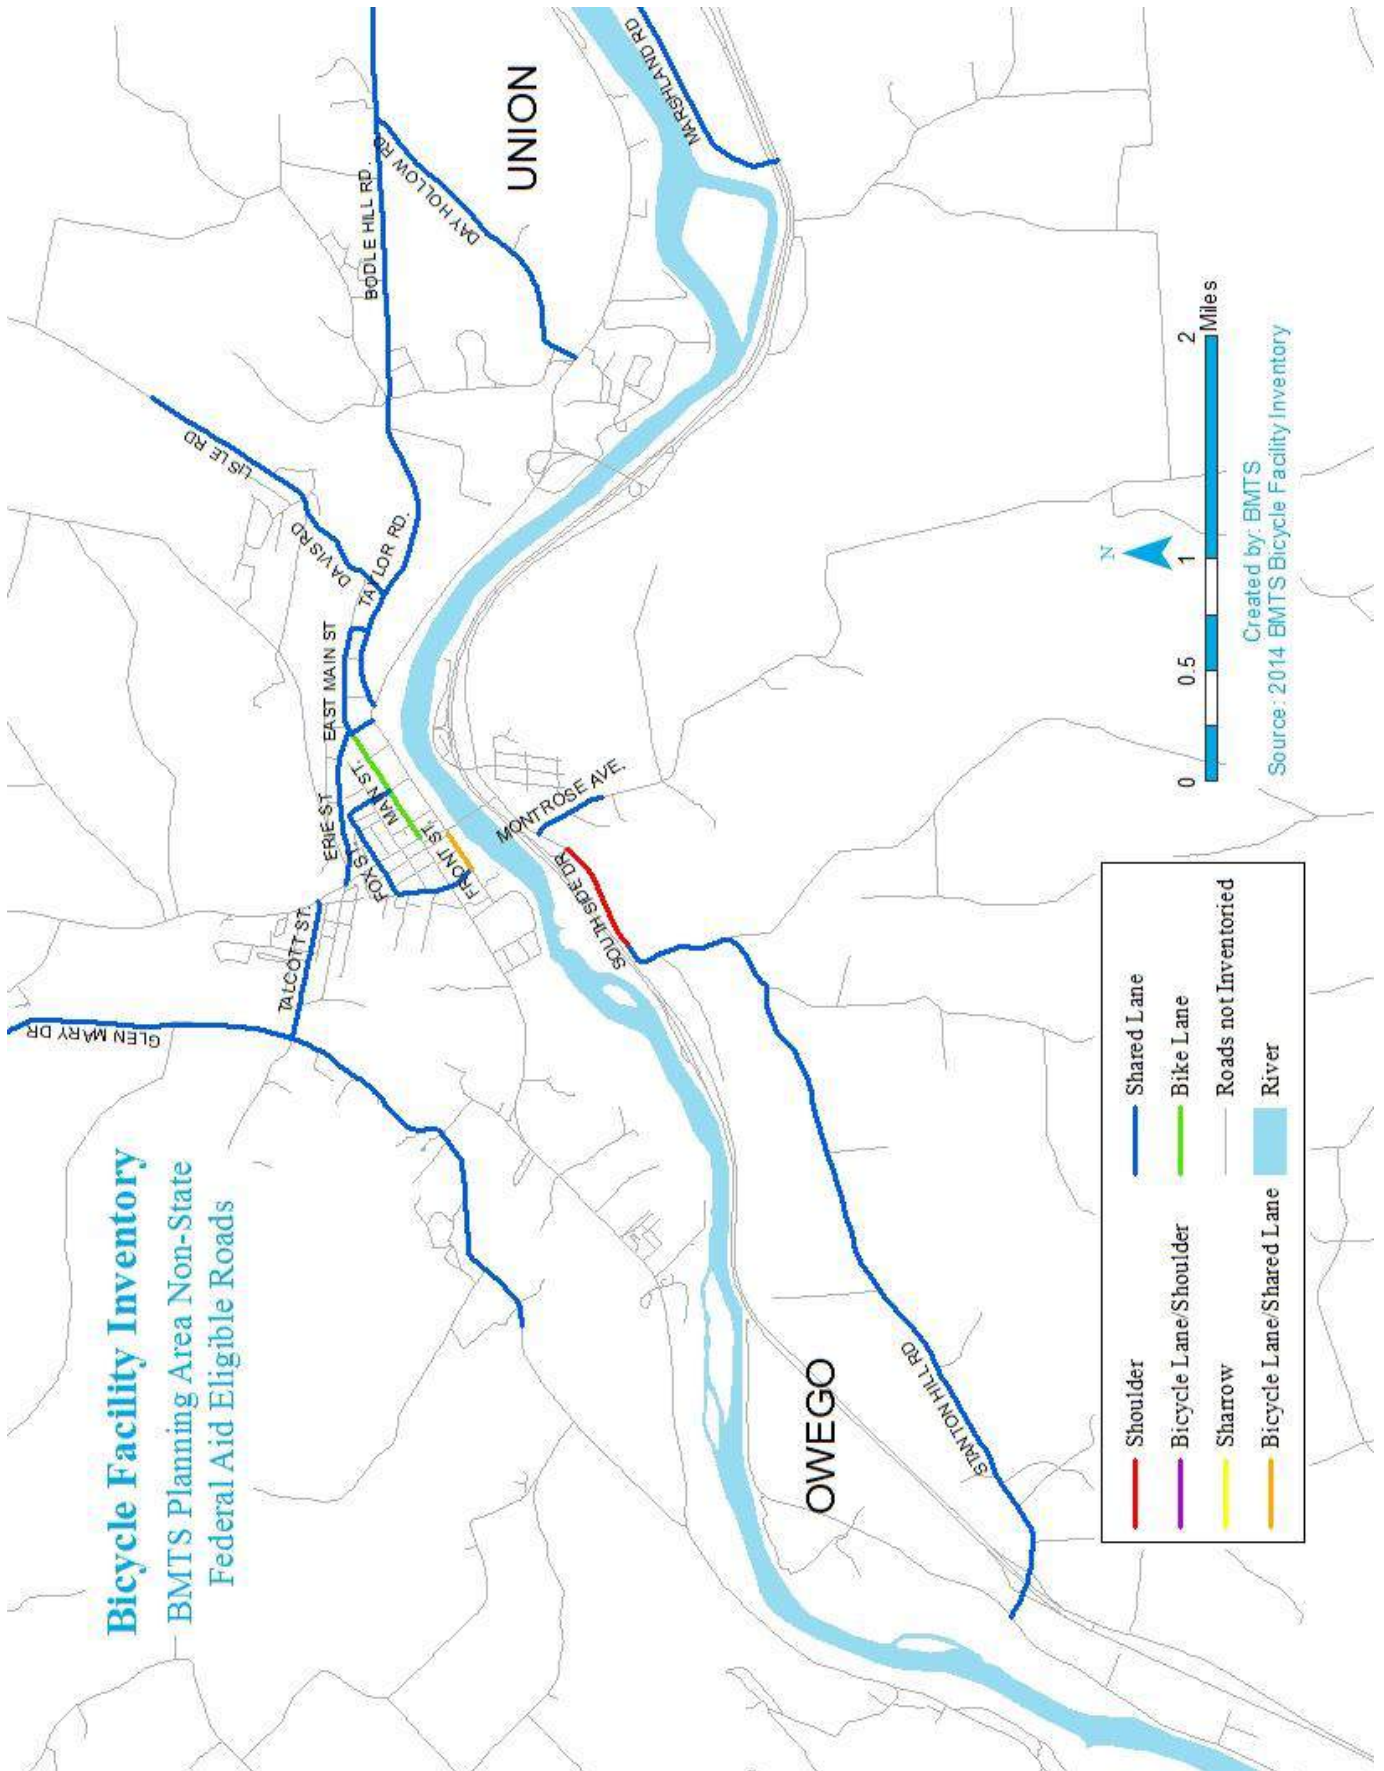 Bicycle Facility Inventory
BMTS Planning Area Non-State
Federal Aid Eligible Roads
GLEN MARY DR
TALCOTT ST.
ERIE ST
FOX ST.
EAST MAIN ST
MAIN ST.
FRONT ST.
DAVIS RD
LISLE RD
TAYLOR RD.
BODLE HILL RD.
DAY HOLLOW RD
UNION
MARSHLAND RD
MONTROSE AVE.
SOUTH SIDE DR
OWEGO
STANTON HILL RD
Shoulder
Bicycle Lane/Shoulder
Sharrow
Bicycle Lane/Shared Lane
Shared Lane
Bike Lane
Roads not Inventoried
River
N
0 0.5 1 2
Miles
Created by: BMTS
Source: 2014 BMTS Bicycle Facility Inventory